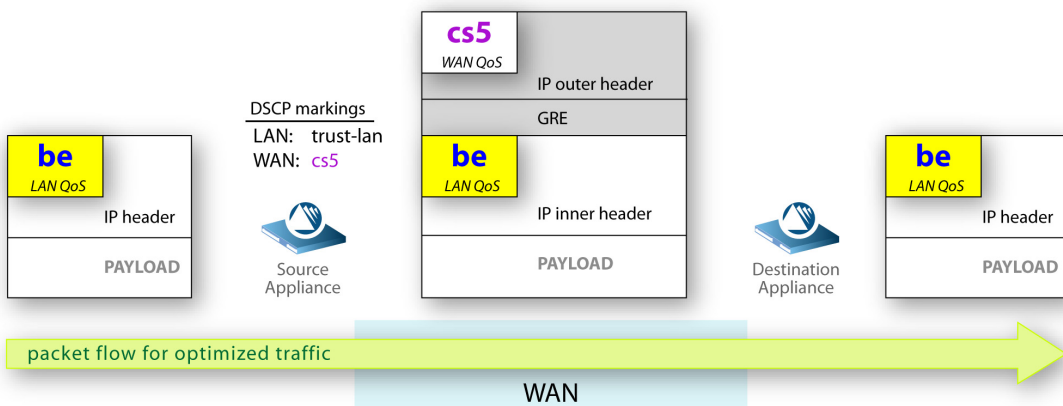 be
LAN QoS
IP header
PAYLOAD
DSCP markings
LAN: trust-lan
WAN: cs5
Source
Appliance
cs5
WAN QoS
IP outer header
GRE
be
LAN QoS
IP inner header
PAYLOAD
Destination
Appliance
be
LAN QoS
IP header
PAYLOAD
packet flow for optimized traffic
WAN